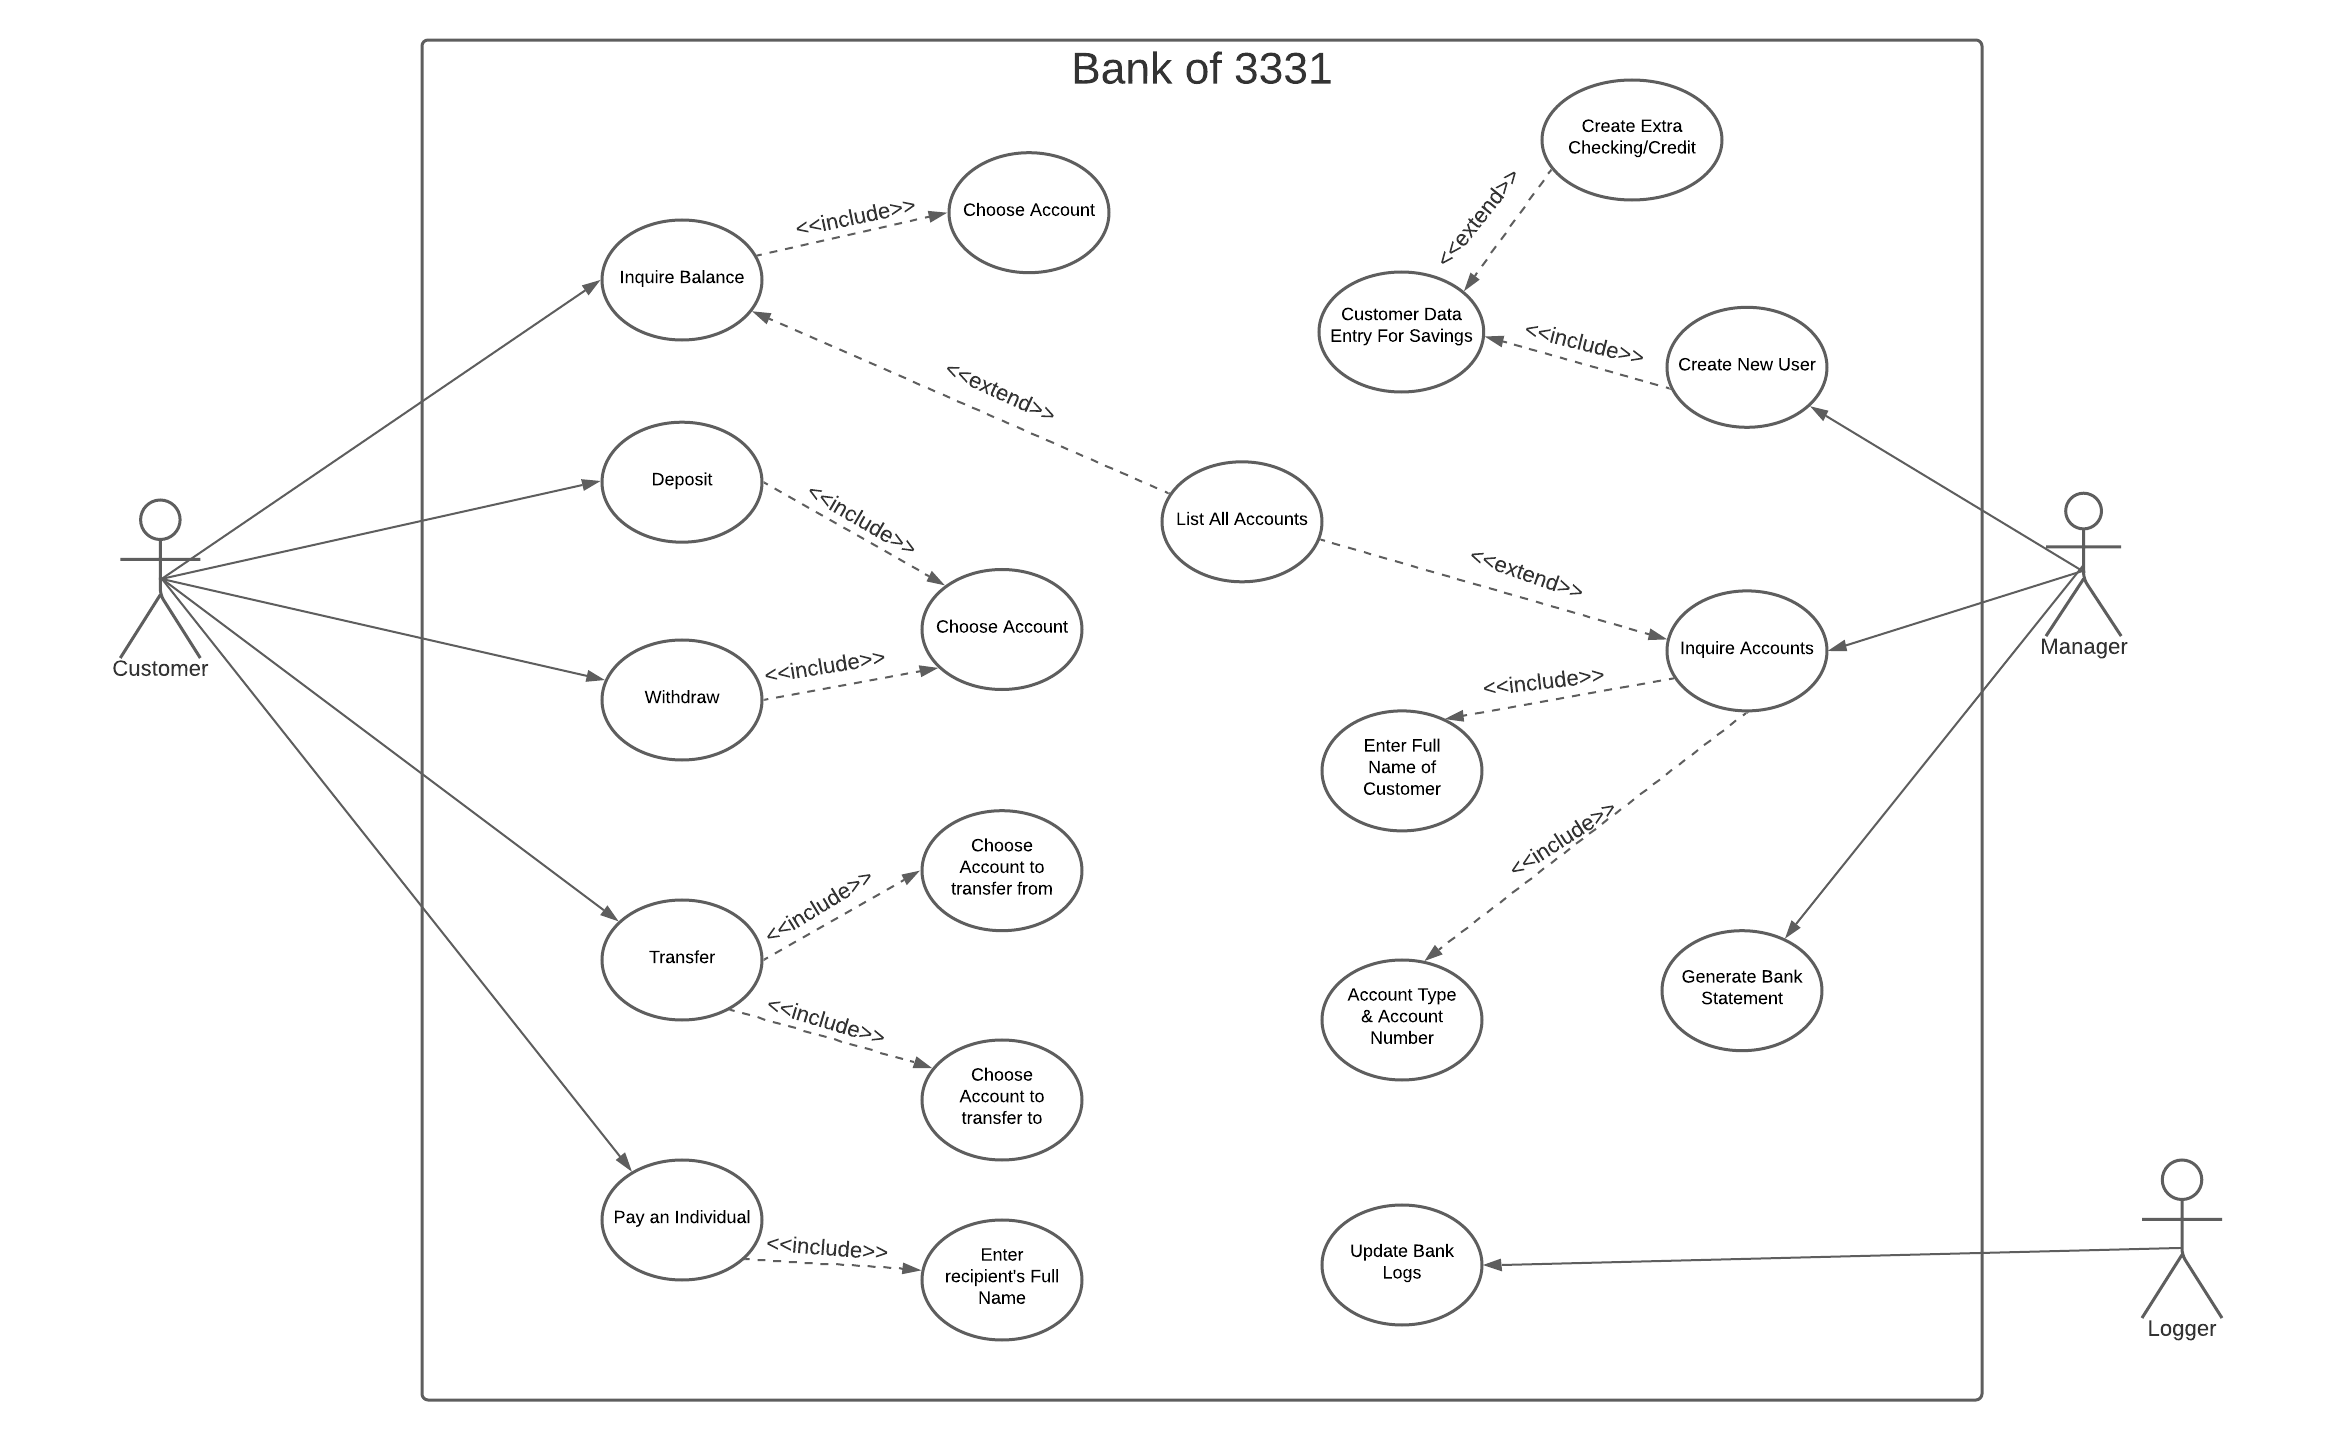 Bank of 3331
Create Extra
Checking/Credit
<<include>>
Choose Account
<<extend>>
Inquire Balance
Customer Data
Entry For Savings
<<include>>
Create New User
<<extend>>
Deposit
<<include>>
List All Accounts
<<extend>>
Choose Account
Customer
Withdraw
<<include>>
Inquire Accounts
Manager
<<include>>
Enter Full
Name of
Customer
<<include>>
Choose
Account to
transfer from
<<include>>
Transfer
<<include>>
Account Type
& Account
Number
Generate Bank
Statement
Choose
Account to
transfer to
Pay an Individual
<<include>>
Enter
recipient's Full
Name
Update Bank
Logs
Logger